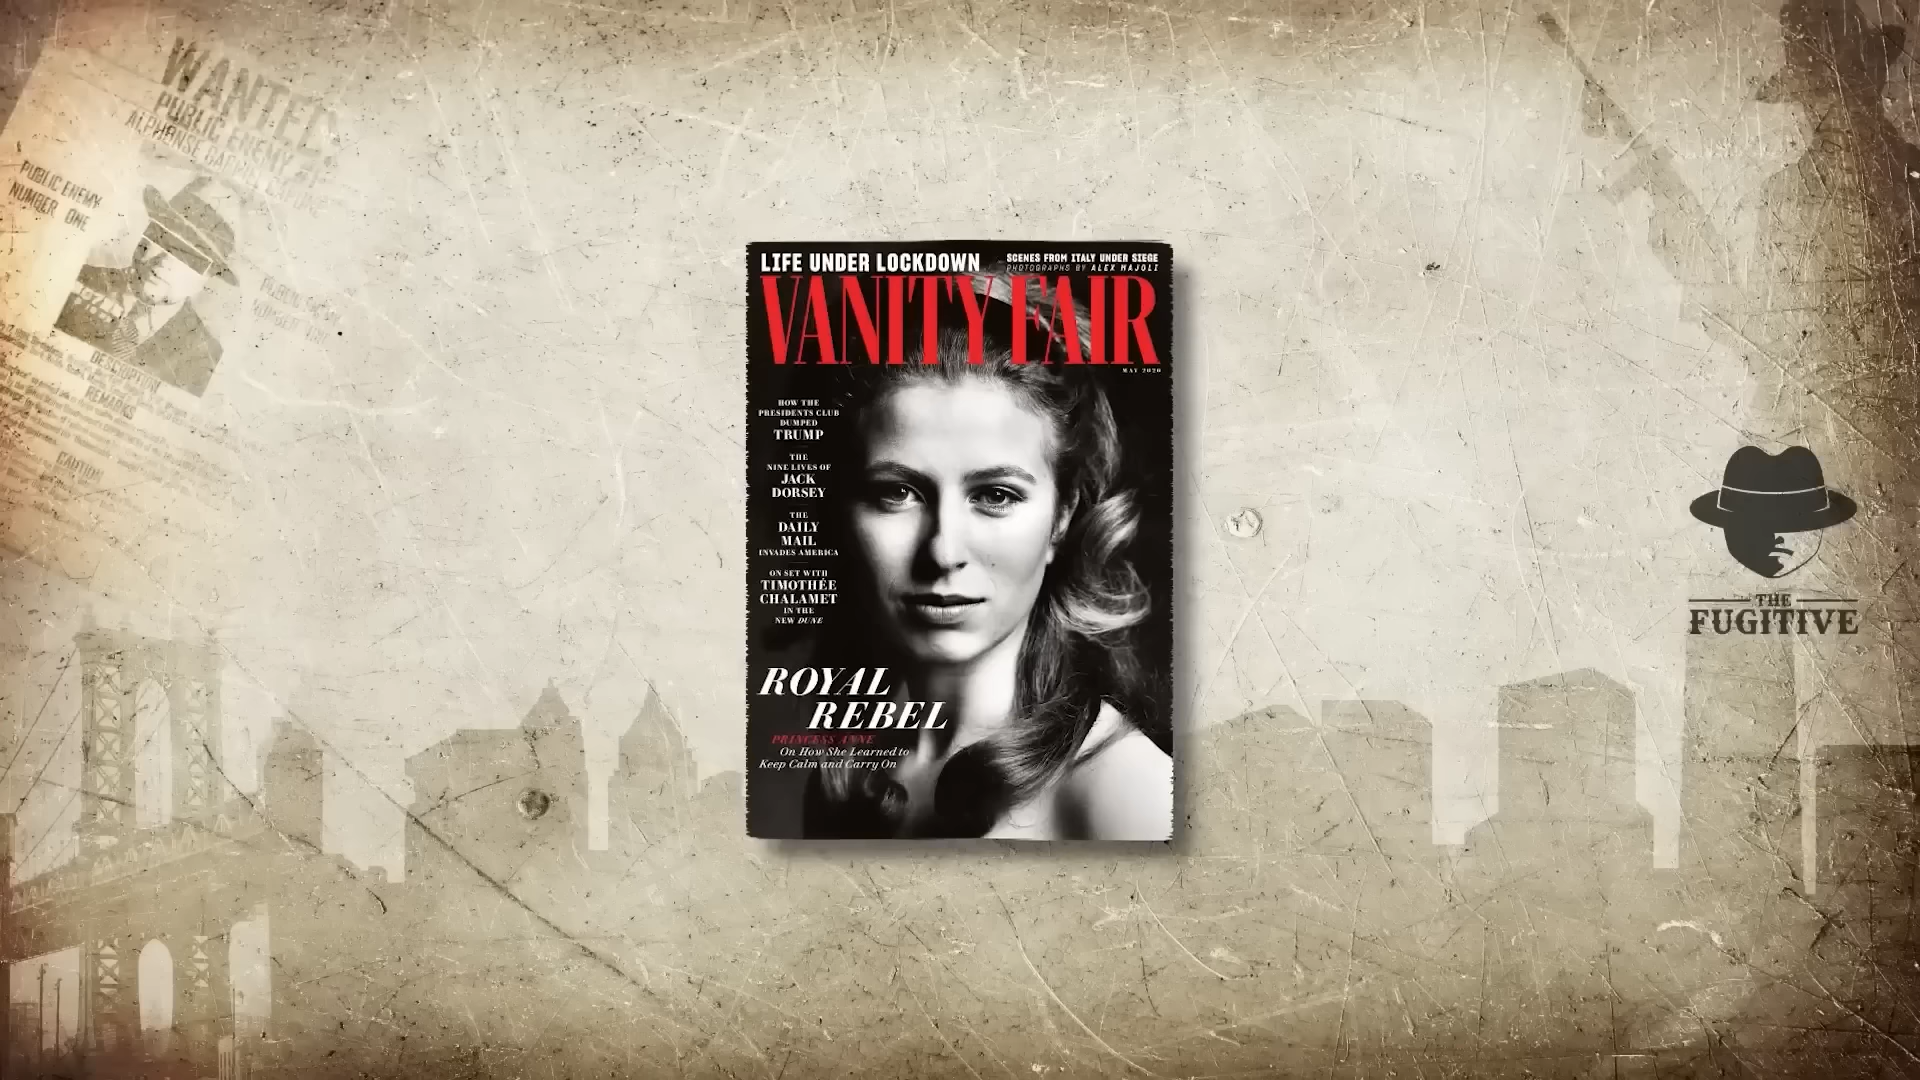 WANTED
PUBLIC ENEMY
PUBLIC ENEMY
NUMBER ONE
DESCRIPTION
REMARKS
CAUTION
LIFE UNDER LOCKDOWN
SCENES FROM ITALY UNDER SIEGE
PHOTOGRAPHS BY ALEX MAJOLI
VANITY FAIR
MAY 2020
HOW THE
PRESIDENTS CLUB
DUMPED
TRUMP
THE
NINE LIVES OF
JACK
DORSEY
THE
DAILY
MAIL
INVADES AMERICA
ON SET WITH
TIMOTHÉE
CHALAMET
IN THE
NEW DUNE
ROYAL
REBEL
PRINCESS ANNE
On How She Learned to
Keep Calm and Carry On
THE
FUGITIVE